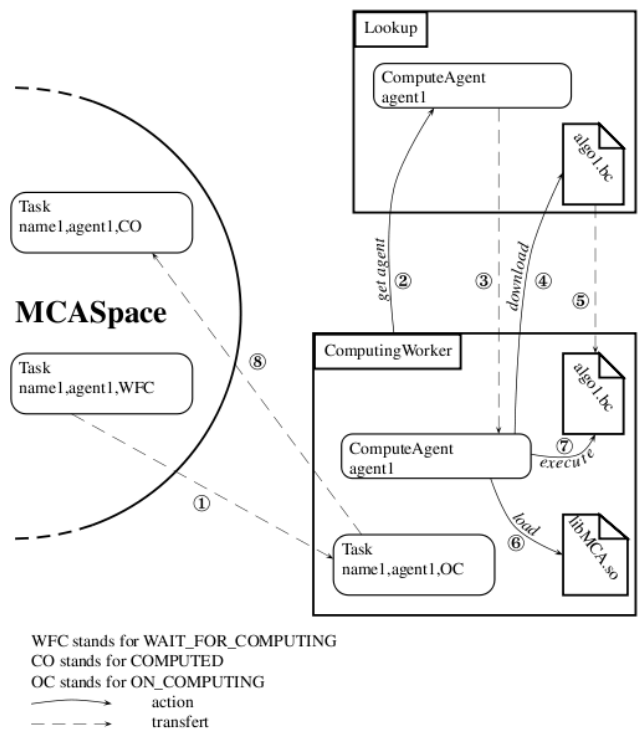 Lookup
ComputeAgent
agent1
algo1.bc
Task
name1,agent1,CO
get agent
②
③
download
④
⑤
MCASpace
ComputingWorker
Task
name1,agent1,WFC
⑧
algo1.bc
ComputeAgent
agent1
⑦
execute
①
load
⑥
libMCA.so
Task
name1,agent1,OC
WFC stands for WAIT_FOR_COMPUTING
CO stands for COMPUTED
OC stands for ON_COMPUTING
action
transfert